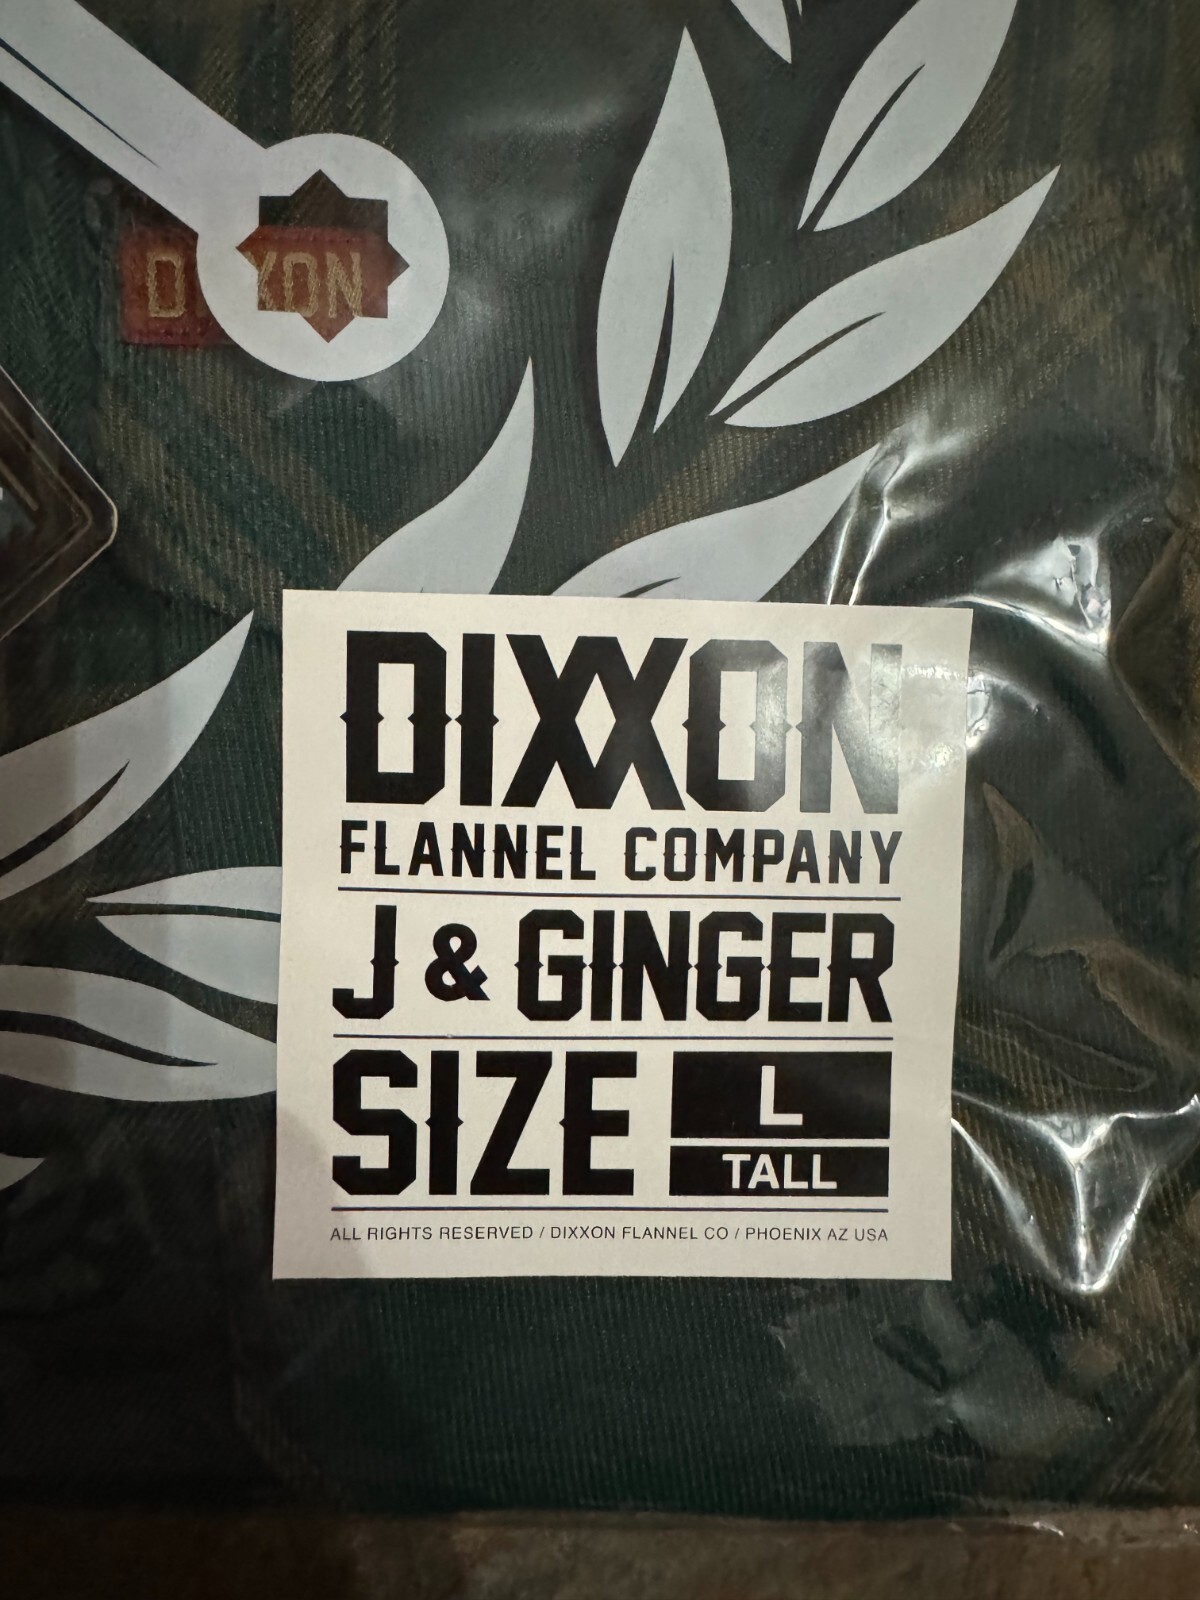 DIXXON
DIXXON
FLANNEL COMPANY
J & GINGER
SIZE L
TALL
ALL RIGHTS RESERVED / DIXXON FLANNEL CO / PHOENIX AZ USA